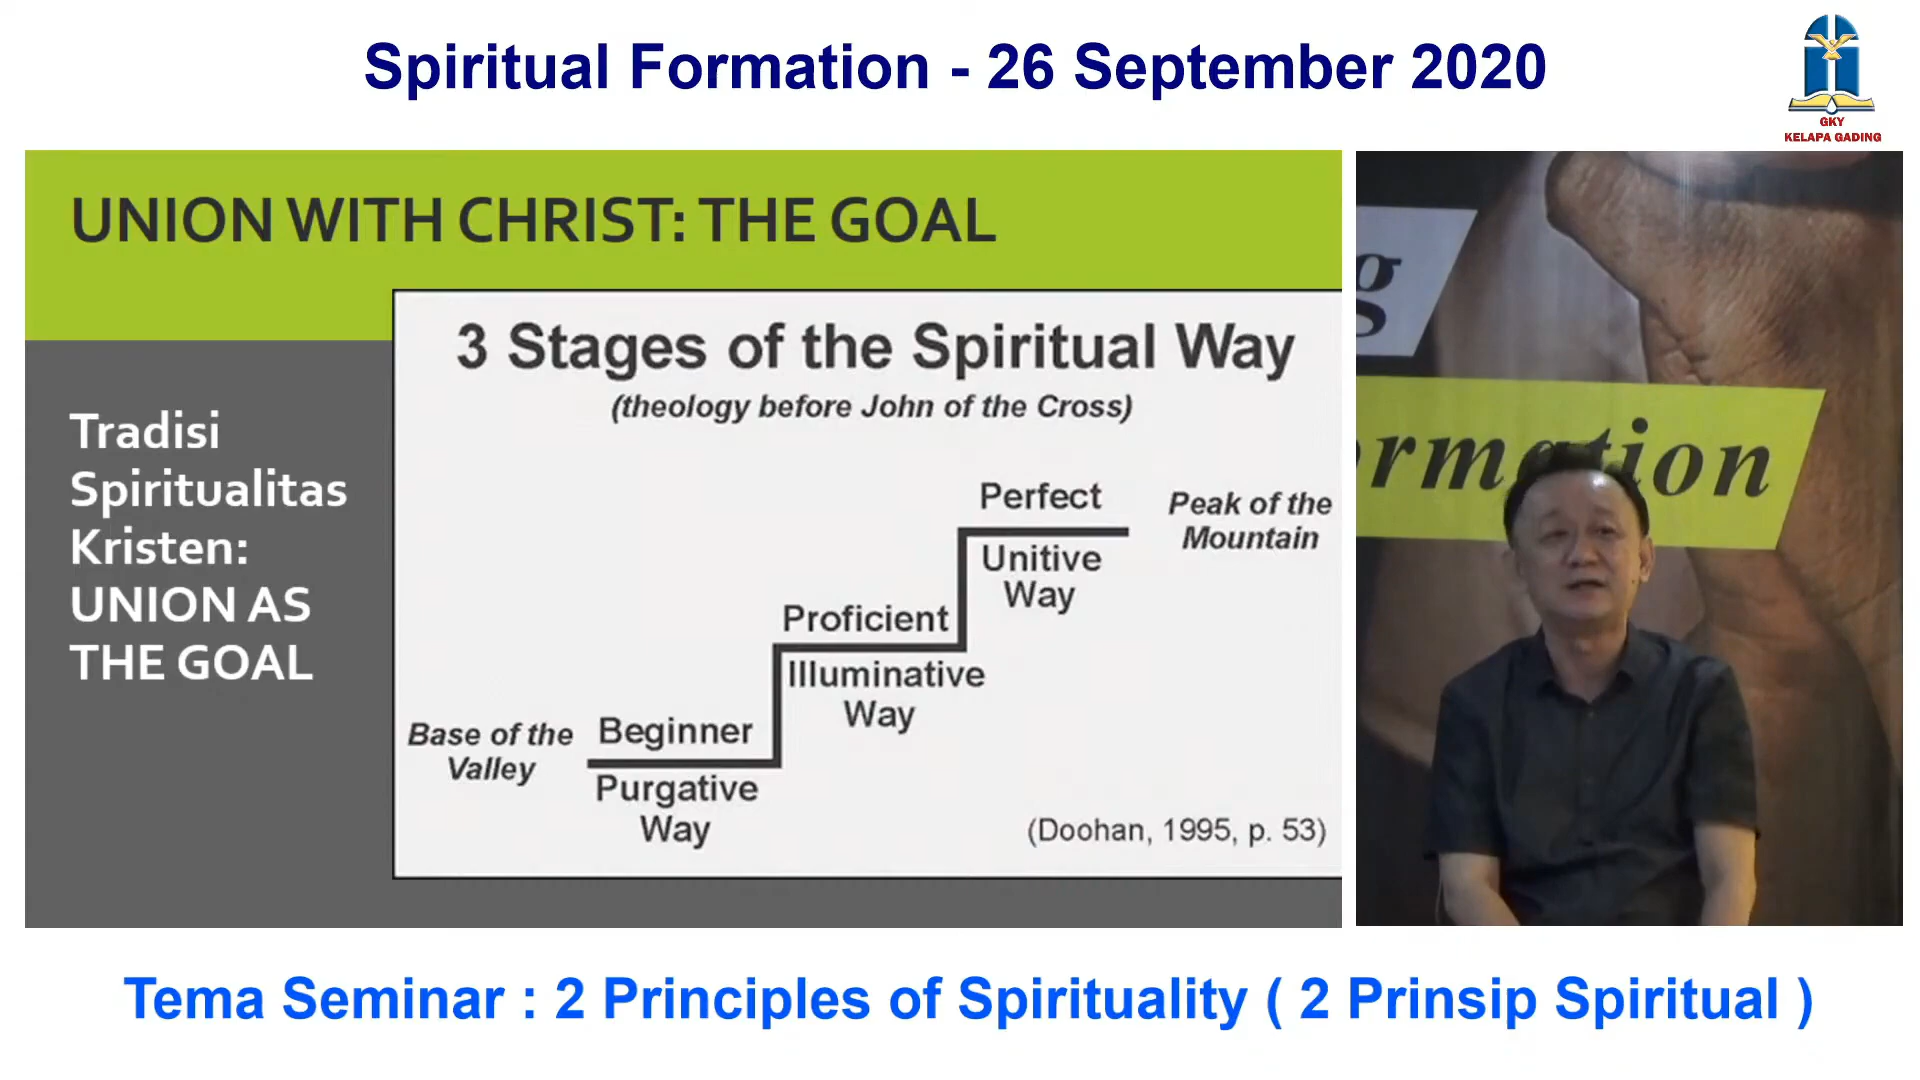 Spiritual Formation - 26 September 2020
GKY
KELAPA GADING
UNION WITH CHRIST: THE GOAL
Tradisi
Spiritualitas
Kristen:
UNION AS
THE GOAL
3 Stages of the Spiritual Way
(theology before John of the Cross)
Perfect
Peak of the
Mountain
Unitive
Way
Proficient
Illuminative
Way
Base of the
Valley
Beginner
Purgative
Way
(Doohan, 1995, p. 53)
g
ormation
Tema Seminar : 2 Principles of Spirituality ( 2 Prinsip Spiritual )